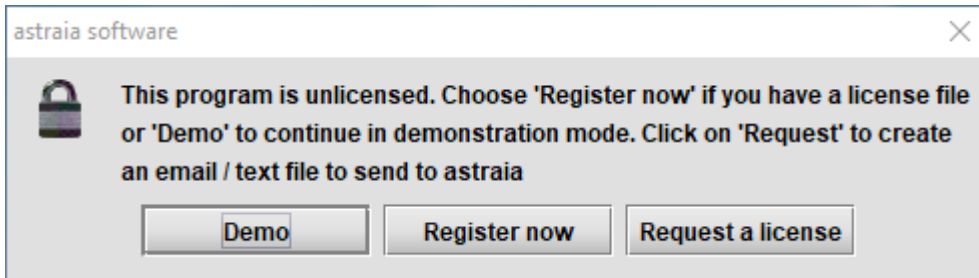 astraia software
This program is unlicensed. Choose 'Register now' if you have a license file
or 'Demo' to continue in demonstration mode. Click on 'Request' to create
an email / text file to send to astraia
Demo Register now Request a license